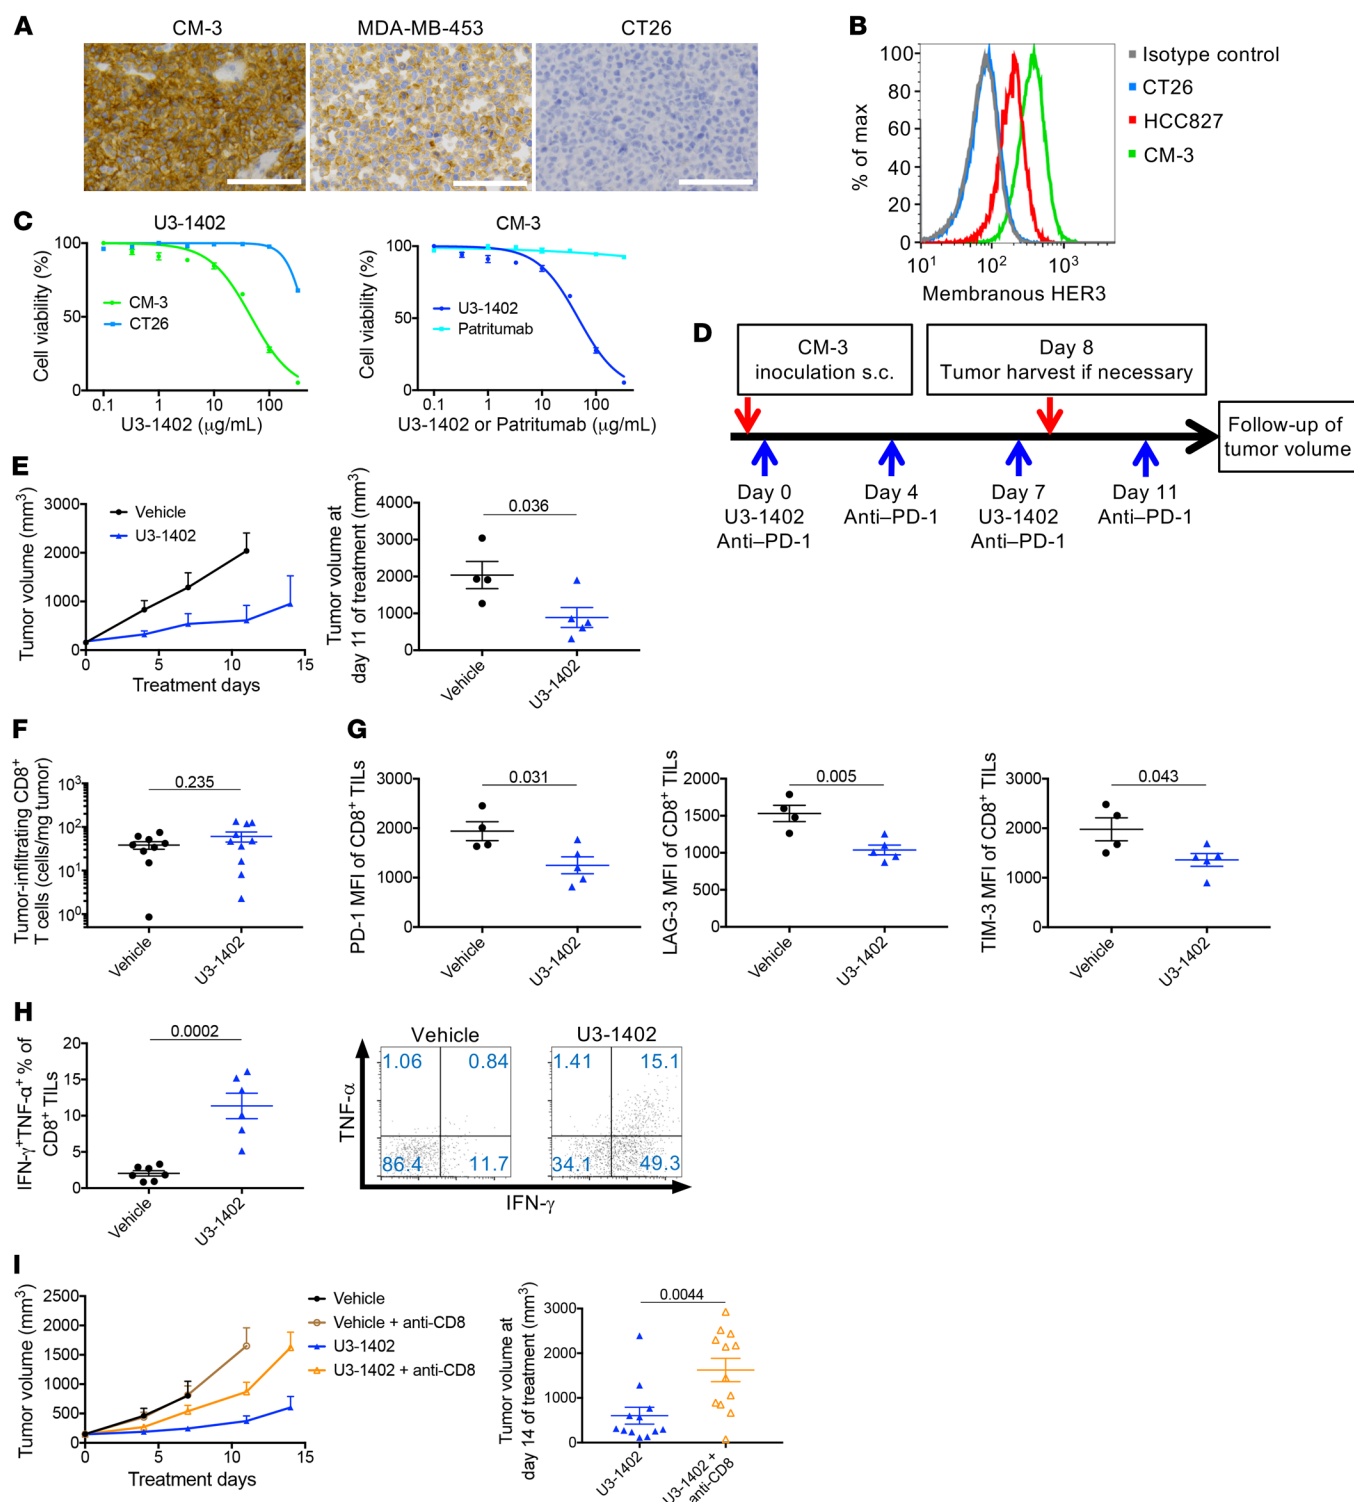 A
CM-3
MDA-MB-453
CT26
B
% of max
100
80
60
40
20
0
10¹
10²
10³
Membranous HER3
Isotype control
CT26
HCC827
CM-3
C
U3-1402
Cell viability (%)
100
50
0
CM-3
CT26
0.1
1
10
100
U3-1402 (μg/mL)
CM-3
Cell viability (%)
100
50
0
U3-1402
Patritumab
0.1
1
10
100
U3-1402 or Patritumab (μg/mL)
D
CM-3
inoculation s.c.
Day 8
Tumor harvest if necessary
Follow-up of
tumor volume
Day 0
U3-1402
Anti–PD-1
Day 4
Anti–PD-1
Day 7
U3-1402
Anti–PD-1
Day 11
Anti–PD-1
E
Tumor volume (mm³)
3000
2000
1000
0
Vehicle
U3-1402
0
5
10
15
Treatment days
Tumor volume at
day 11 of treatment (mm³)
4000
3000
2000
1000
0
0.036
Vehicle
U3-1402
F
Tumor-infiltrating CD8⁺
T cells (cells/mg tumor)
10³
10²
10¹
10⁰
0.235
Vehicle
U3-1402
G
PD-1 MFI of CD8⁺ TILs
3000
2000
1000
0
0.031
Vehicle
U3-1402
LAG-3 MFI of CD8⁺ TILs
2000
1500
1000
500
0
0.005
Vehicle
U3-1402
TIM-3 MFI of CD8⁺ TILs
3000
2000
1000
0
0.043
Vehicle
U3-1402
H
IFN-γ⁺TNF-α⁺ % of
CD8⁺ TILs
20
15
10
5
0
0.0002
Vehicle
U3-1402
Vehicle
1.06
0.84
86.4
11.7
U3-1402
1.41
15.1
34.1
49.3
TNF-α
IFN-γ
I
Tumor volume (mm³)
2500
2000
1500
1000
500
0
Vehicle
Vehicle + anti-CD8
U3-1402
U3-1402 + anti-CD8
0
5
10
15
Treatment days
Tumor volume at
day 14 of treatment (mm³)
3000
2000
1000
0
0.0044
U3-1402
U3-1402 +
anti-CD8